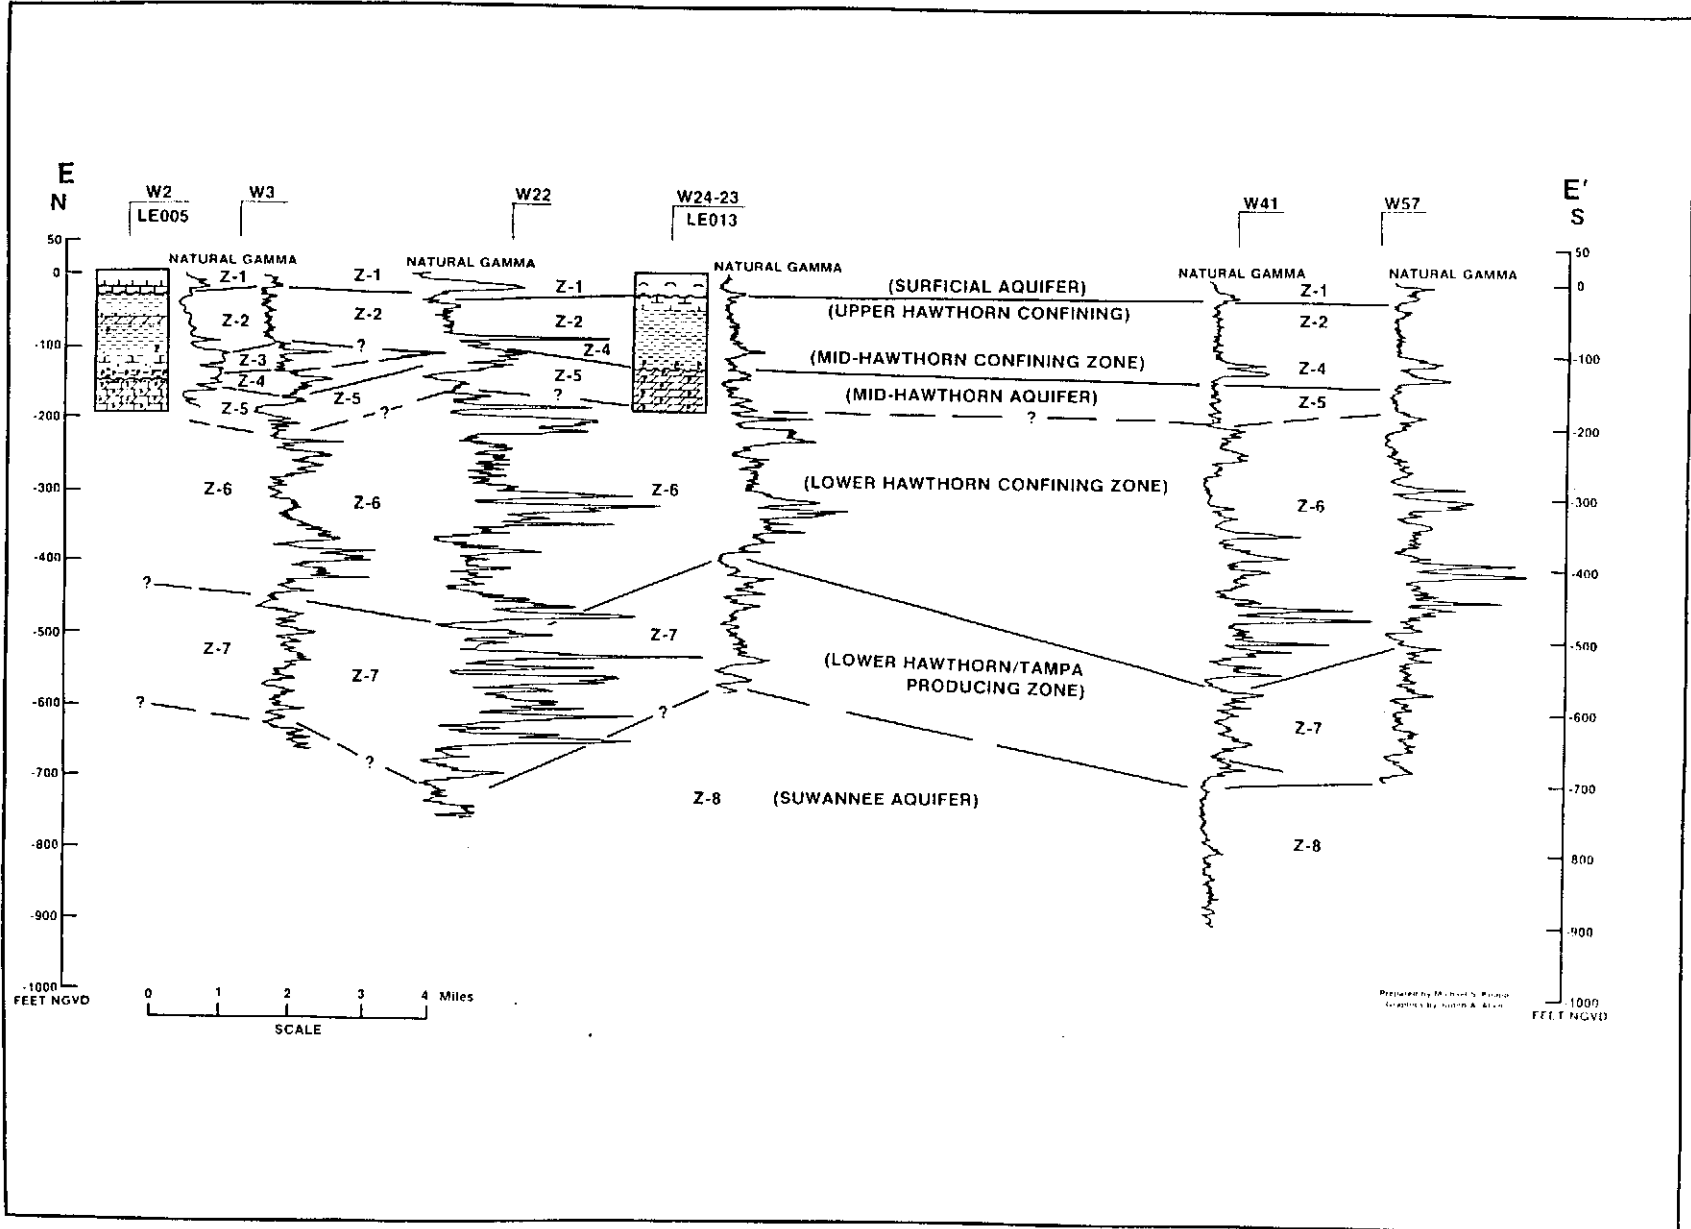 E
N
W2
LE005
W3
W22
W24-23
LE013
W41
W57
E'
S
50
0
-100
-200
-300
-400
-500
-600
-700
-800
-900
-1000
FEET NGVD
NATURAL GAMMA
NATURAL GAMMA
NATURAL GAMMA
NATURAL GAMMA
NATURAL GAMMA
Z-1
Z-1
Z-1
(SURFICIAL AQUIFER)
Z-1
Z-2
Z-2
Z-2
(UPPER HAWTHORN CONFINING)
Z-2
?
Z-3
Z-4
(MID-HAWTHORN CONFINING ZONE)
Z-4
Z-4
Z-5
Z-5
Z-5
(MID-HAWTHORN AQUIFER)
Z-5
?
?
?
Z-6
Z-6
Z-6
(LOWER HAWTHORN CONFINING ZONE)
Z-6
?
Z-7
Z-7
Z-7
(LOWER HAWTHORN/TAMPA
PRODUCING ZONE)
Z-7
?
?
?
Z-8
(SUWANNEE AQUIFER)
Z-8
50
0
-100
-200
-300
-400
-500
-600
-700
-800
-900
-1000
FEET NGVD
0 1 2 3 4 Miles
SCALE
Prepared by Michael S.
Graphics by